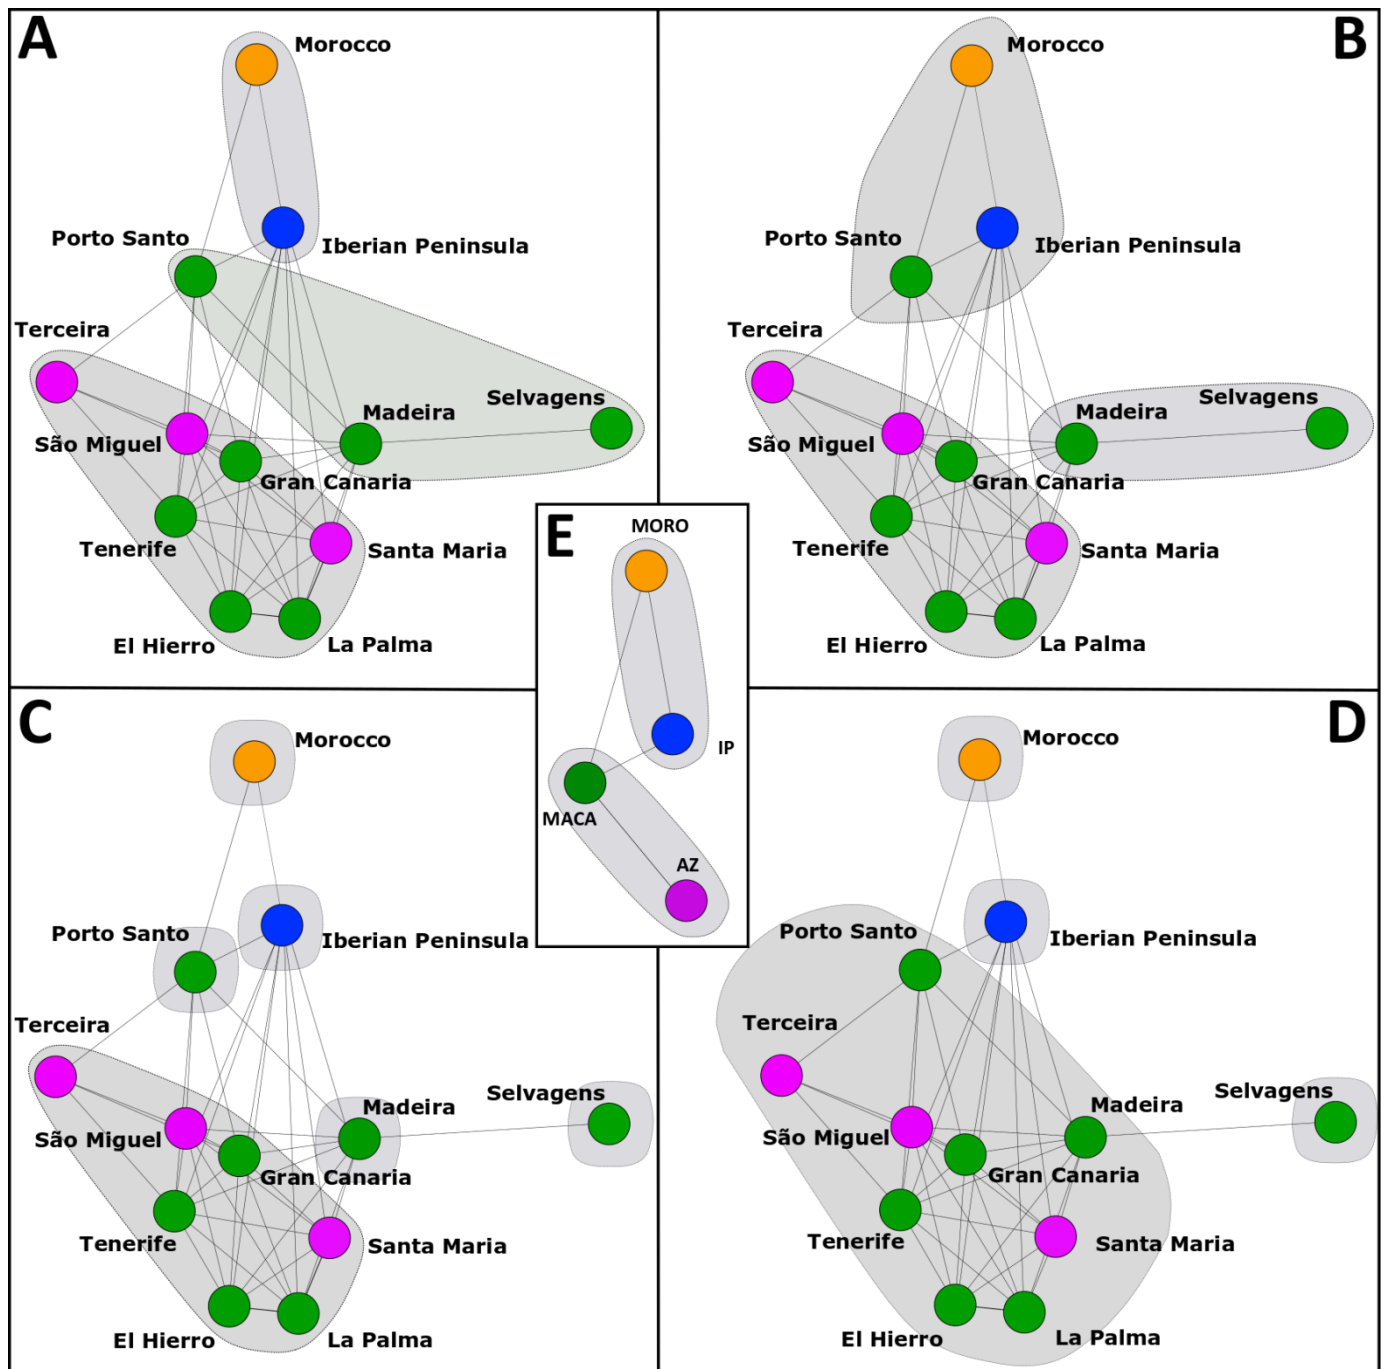 A
Morocco
Porto Santo
Iberian Peninsula
Terceira
Madeira
Selvagens
São Miguel
Gran Canaria
Tenerife
Santa Maria
El Hierro
La Palma
B
Morocco
Porto Santo
Iberian Peninsula
Terceira
Madeira
Selvagens
São Miguel
Gran Canaria
Tenerife
Santa Maria
El Hierro
La Palma
E
MORO
IP
MACA
AZ
C
Morocco
Porto Santo
Iberian Peninsula
Terceira
Madeira
Selvagens
São Miguel
Gran Canaria
Tenerife
Santa Maria
El Hierro
La Palma
D
Morocco
Porto Santo
Iberian Peninsula
Terceira
Madeira
Selvagens
São Miguel
Gran Canaria
Tenerife
Santa Maria
El Hierro
La Palma